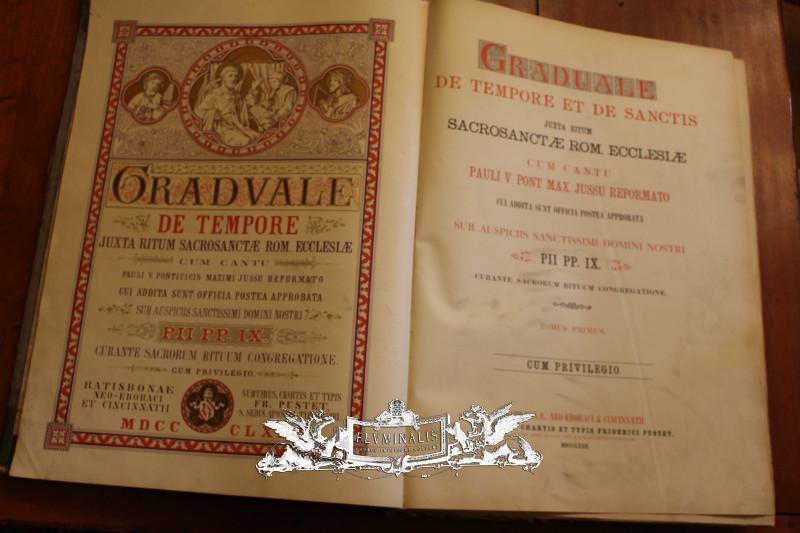 GRADVALE
DE TEMPORE
JUXTA RITUM SACROSANCTÆ ROM. ECCLESLÆ
CUM CANTU
PAULI V. PONTIFICIS MAXIMI JUSSU REFORMATO
CUI ADDITA SUNT OFFICIA POSTEA APPROBATA
SUB AUSPICIIS SANCTISSIMI DOMINI NOSTRI
PII PP. IX.
CURANTE SACRORUM RITUUM CONGREGATIONE.
CUM PRIVILEGIO.
RATISBONAE
NEO-EBORACI
ET CINCINNATII
SUMTIBUS, CHARTIS ET TYPIS
FR. PUSTET,
S. SEDIS APOS
MDCC
GRADUALE
DE TEMPORE ET DE SANCTIS
JUXTA RITUM
SACROSANCTÆ ROM. ECCLESIÆ
CUM CANTU
PAULI V. PONT. MAX. JUSSU REFORMATO
CUI ADDITA SUNT OFFICIA POSTEA APPROBATA
SUB AUSPICIIS SANCTISSIMI DOMINI NOSTRI
PII PP. IX.
CURANTE SACRORUM RITUUM CONGREGATIONE.
TOMUS PRIMUS.
CUM PRIVILEGIO.
NEO-EBORACI & CINCINNATII
CHARTIS ET TYPIS FRIDERICI PUSTET.
FLVMINALIS